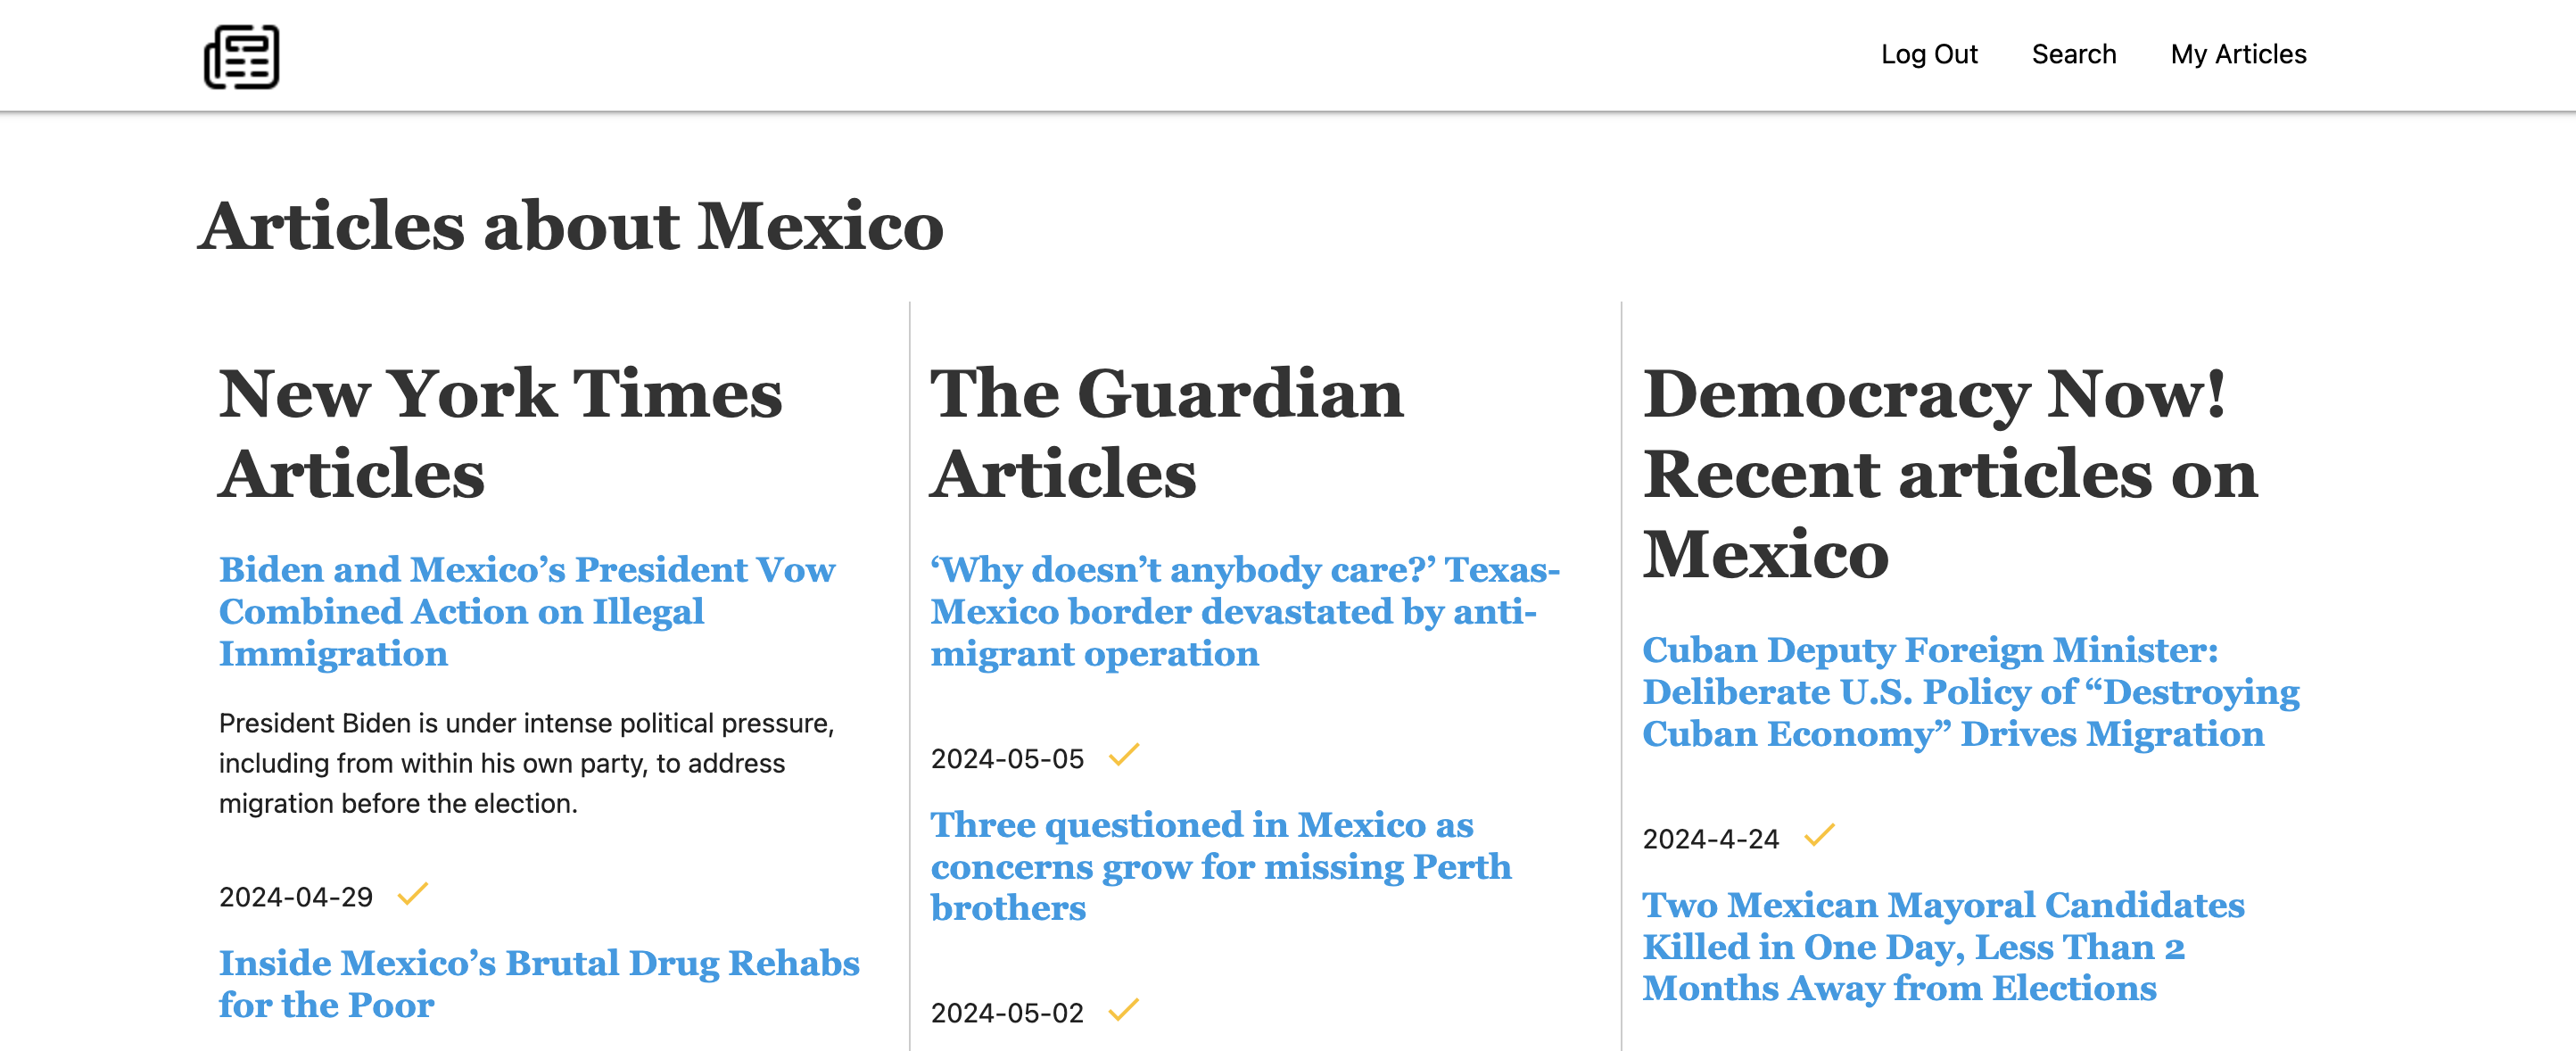 Log Out Search My Articles
Articles about Mexico
New York Times
Articles
Biden and Mexico’s President Vow
Combined Action on Illegal
Immigration
President Biden is under intense political pressure,
including from within his own party, to address
migration before the election.
2024-04-29
Inside Mexico’s Brutal Drug Rehabs
for the Poor
The Guardian
Articles
‘Why doesn’t anybody care?’ Texas-
Mexico border devastated by anti-
migrant operation
2024-05-05
Three questioned in Mexico as
concerns grow for missing Perth
brothers
2024-05-02
Democracy Now!
Recent articles on
Mexico
Cuban Deputy Foreign Minister:
Deliberate U.S. Policy of “Destroying
Cuban Economy” Drives Migration
2024-4-24
Two Mexican Mayoral Candidates
Killed in One Day, Less Than 2
Months Away from Elections